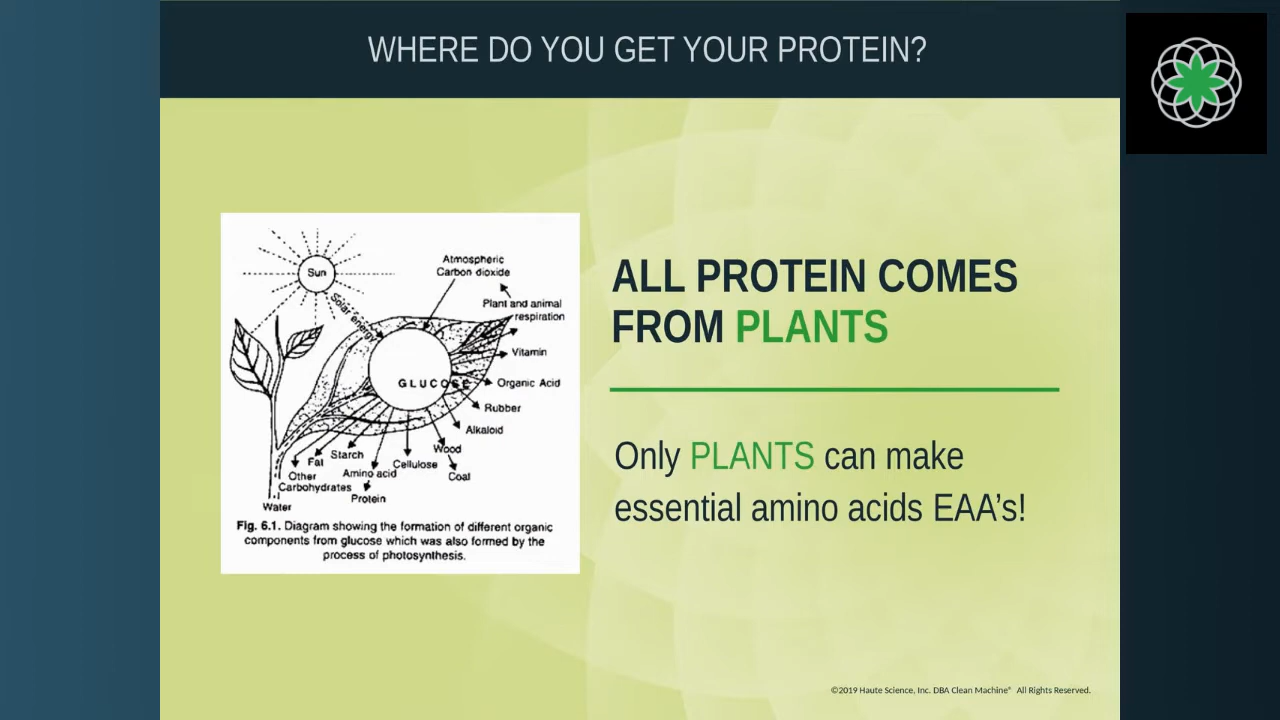 WHERE DO YOU GET YOUR PROTEIN?
Sun
Solar energy
Atmospheric
Carbon dioxide
Plant and animal
respiration
Vitamin
GLUCOSE
Organic Acid
Rubber
Alkaloid
Wood
Coal
Cellulose
Starch
Amino acid
Protein
Fat
Other
Carbohydrates
Water
Fig. 6.1. Diagram showing the formation of different organic
components from glucose which was also formed by the
process of photosynthesis.
ALL PROTEIN COMES
FROM PLANTS
Only PLANTS can make
essential amino acids EAA’s!
©2019 Haute Science, Inc. DBA Clean Machine® All Rights Reserved.